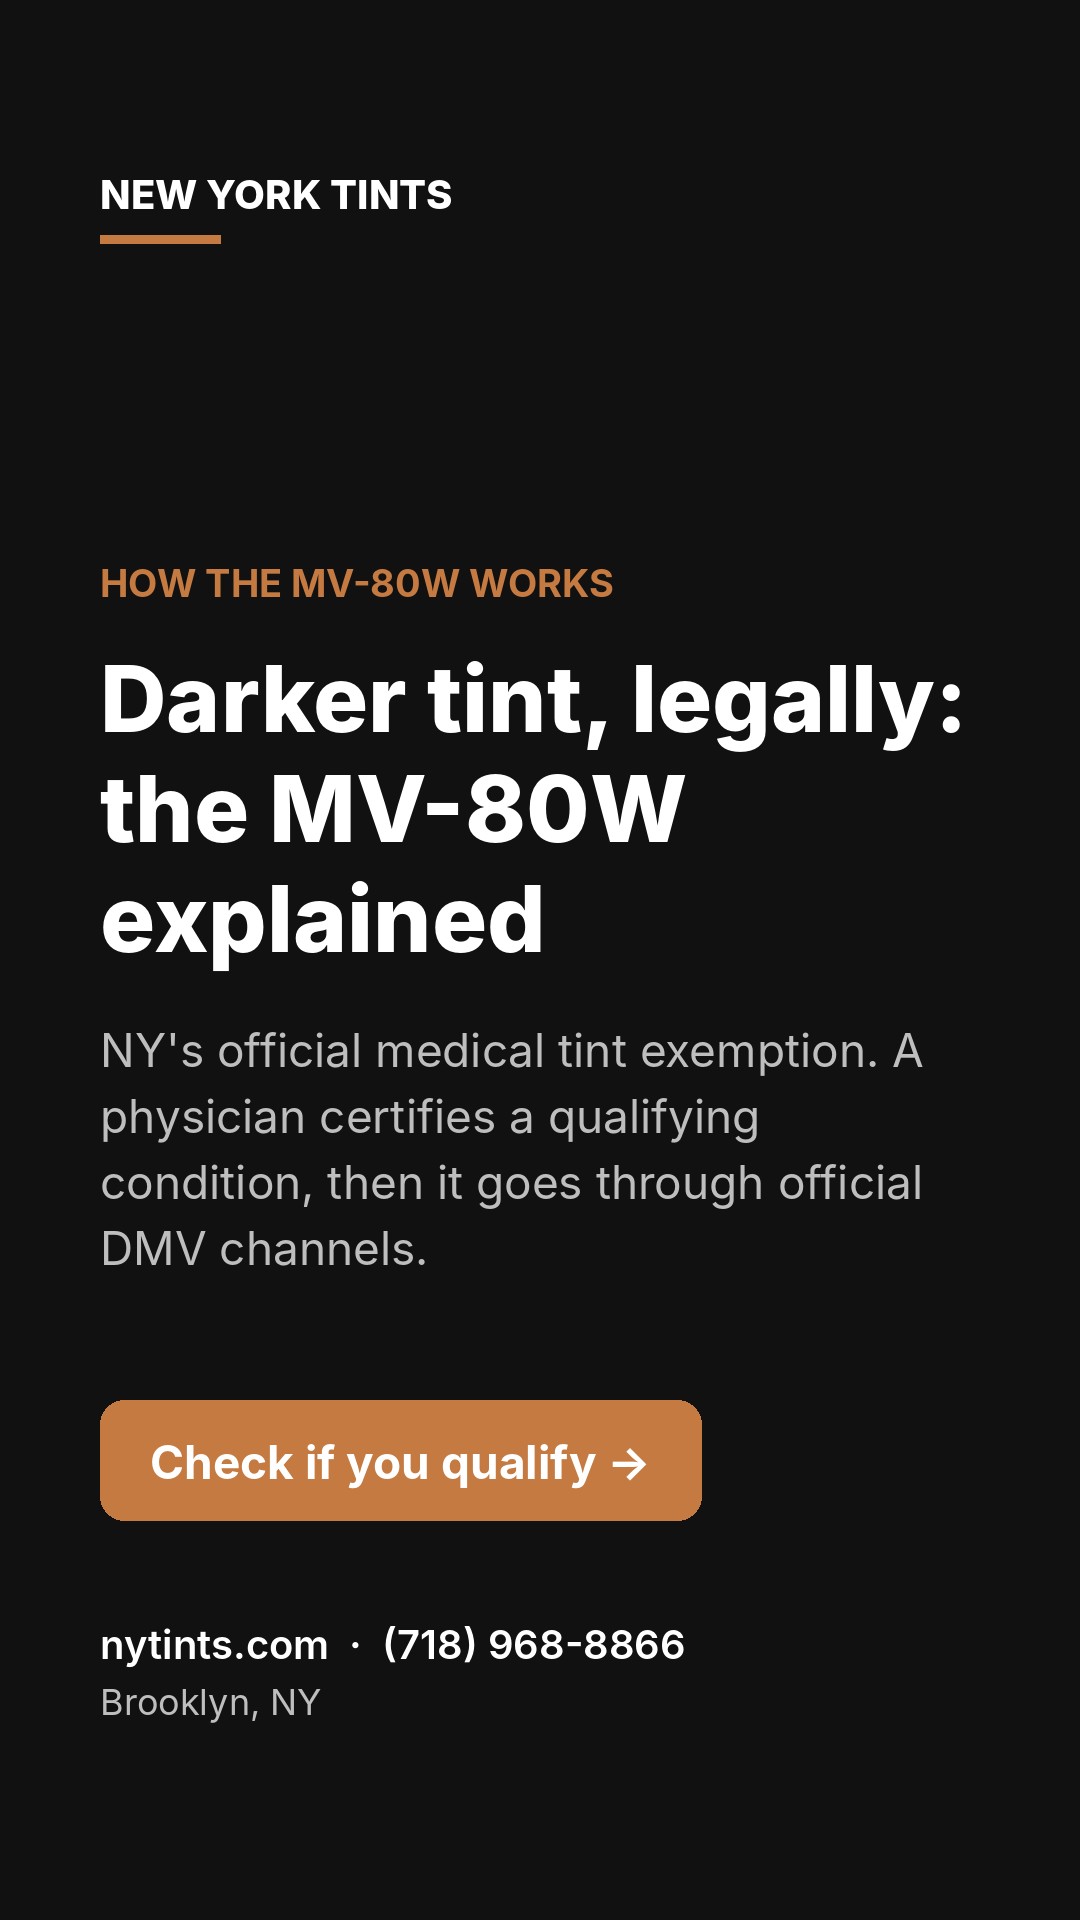 NEW YORK TINTS
HOW THE MV-80W WORKS
Darker tint, legally:
the MV-80W
explained
NY's official medical tint exemption. A
physician certifies a qualifying
condition, then it goes through official
DMV channels.
Check if you qualify →
nytints.com · (718) 968-8866
Brooklyn, NY